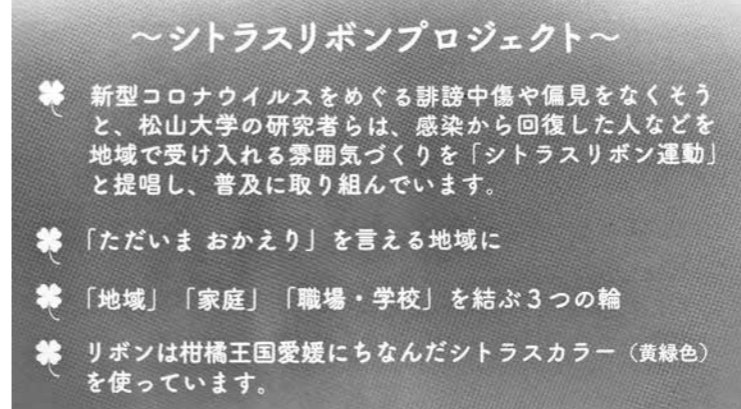 ～シトラスリボンプロジェクト～
新型コロナウイルスをめぐる誹謗中傷や偏見をなくそう
と、松山大学の研究者らは、感染から回復した人などを
地域で受け入れる雰囲気づくりを「シトラスリボン運動」
と提唱し、普及に取り組んでいます。
「ただいま おかえり」を言える地域に
「地域」「家庭」「職場・学校」を結ぶ３つの輪
リボンは柑橘王国愛媛にちなんだシトラスカラー（黄緑色）
を使っています。